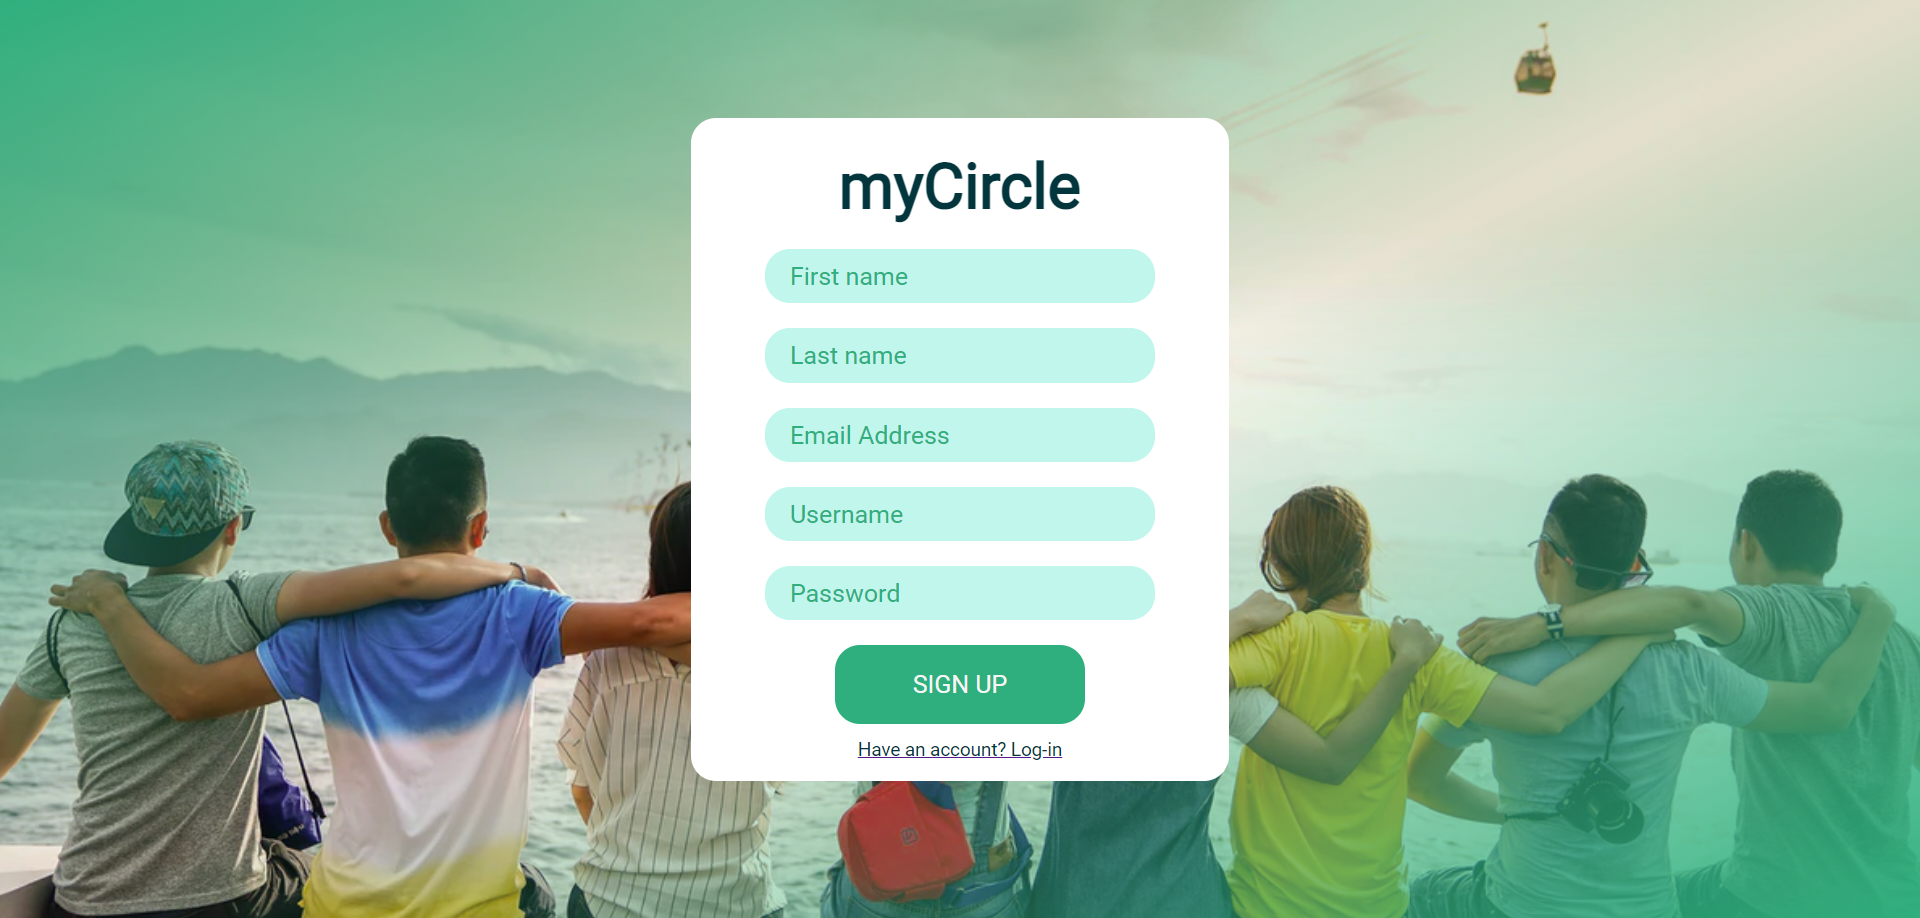 myCircle
First name
Last name
Email Address
Username
Password
SIGN UP
Have an account? Log-in